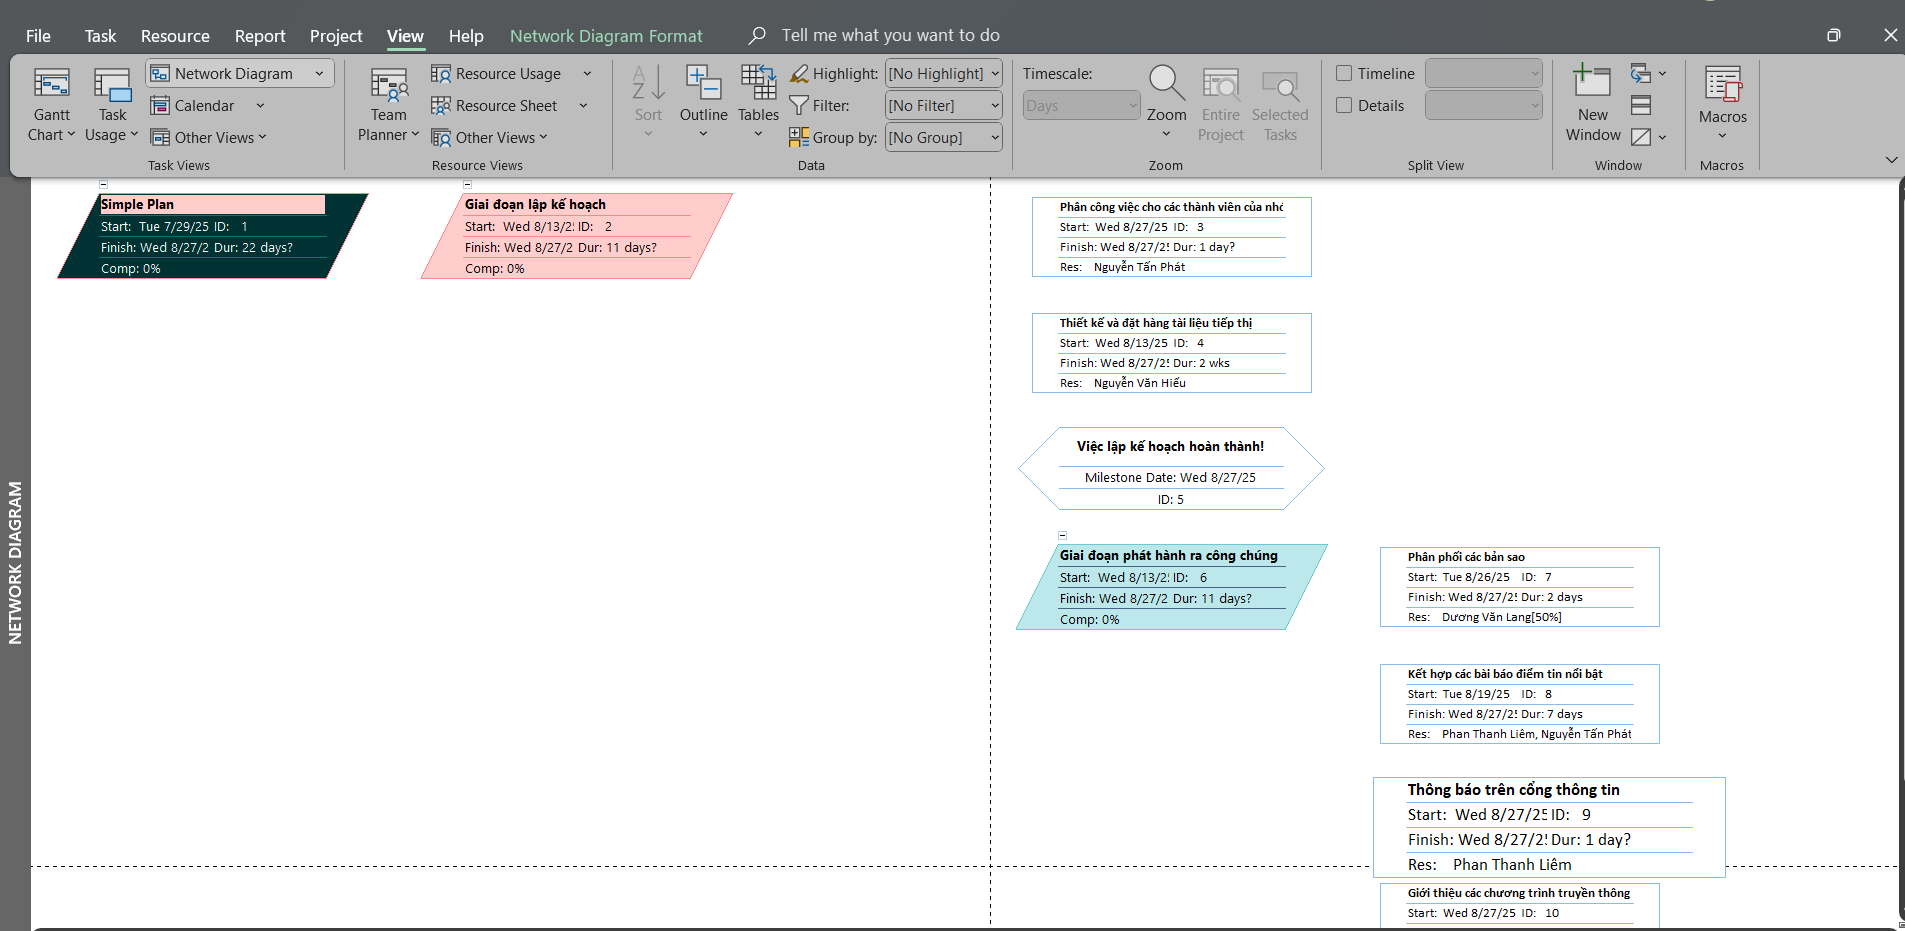 File Task Resource Report Project View Help Network Diagram Format Tell me what you want to do
Gantt Chart
Task Usage
Network Diagram
Calendar
Other Views
Task Views
Team Planner
Resource Usage
Resource Sheet
Other Views
Resource Views
Sort
Outline
Tables
Highlight: [No Highlight]
Filter: [No Filter]
Group by: [No Group]
Data
Timescale:
Days
Zoom
Entire Project
Selected Tasks
Zoom
Timeline
Details
Split View
New Window
Window
Macros
Macros
NETWORK DIAGRAM
Simple Plan
Start: Tue 7/29/25 ID: 1
Finish: Wed 8/27/2 Dur: 22 days?
Comp: 0%
Giai đoạn lập kế hoạch
Start: Wed 8/13/2 ID: 2
Finish: Wed 8/27/2 Dur: 11 days?
Comp: 0%
Phân công việc cho các thành viên của
Start: Wed 8/27/25 ID: 3
Finish: Wed 8/27/2 Dur: 1 day?
Res: Nguyễn Tấn Phát
Thiết kế và đặt hàng tài liệu tiếp thị
Start: Wed 8/13/25 ID: 4
Finish: Wed 8/27/2 Dur: 2 wks
Res: Nguyễn Văn Hiếu
Việc lập kế hoạch hoàn thành!
Milestone Date: Wed 8/27/25
ID: 5
Giai đoạn phát hành ra công chúng
Start: Wed 8/13/2 ID: 6
Finish: Wed 8/27/2 Dur: 11 days?
Comp: 0%
Phân phối các bản sao
Start: Tue 8/26/25 ID: 7
Finish: Wed 8/27/2 Dur: 2 days
Res: Dương Văn Lang[50%]
Kết hợp các bài báo điểm tin nổi bật
Start: Tue 8/19/25 ID: 8
Finish: Wed 8/27/2 Dur: 7 days
Res: Phan Thanh Liêm, Nguyễn Tấn Phát
Thông báo trên cổng thông tin
Start: Wed 8/27/25 ID: 9
Finish: Wed 8/27/2 Dur: 1 day?
Res: Phan Thanh Liêm
Giới thiệu các chương trình truyền thông
Start: Wed 8/27/25 ID: 10